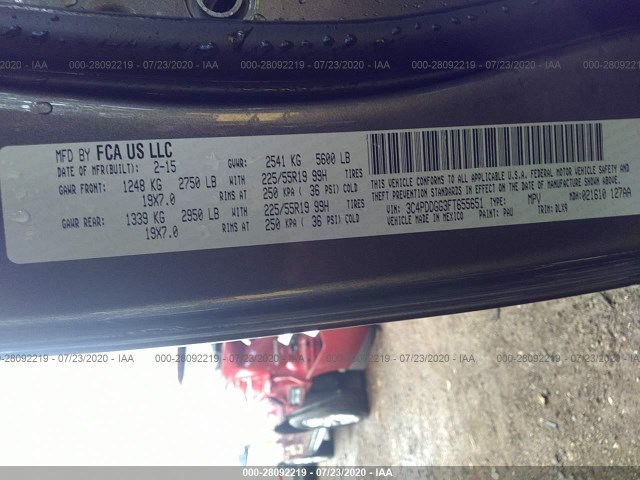 000-28092219 - 07/23/2020 - IAA
000-28092219 - 07/23/2020 - IAA
000-28092219 - 07/23/2020 - IAA
MFD BY FCA US LLC
DATE OF MFR(BUILT): 2-15 GVWR: 2541 KG 5600 LB
GAWR FRONT: 1248 KG 2750 LB WITH 225/55R19 99H TIRES
19X7.0 RIMS AT 250 KPA ( 36 PSI) COLD
GAWR REAR: 1339 KG 2950 LB WITH 225/55R19 99H TIRES
19X7.0 RIMS AT 250 KPA ( 36 PSI) COLD
THIS VEHICLE CONFORMS TO ALL APPLICABLE U.S.A. FEDERAL MOTOR VEHICLE SAFETY AND
THEFT PREVENTION STANDARDS IN EFFECT ON THE DATE OF MANUFACTURE SHOWN ABOVE.
VIN: 3C4PDDGG3FT655651 TYPE: MPV MDH: 021610 127AA
VEHICLE MADE IN MEXICO PAINT: PAU TRIM: DLX9
000-28092219 - 07/23/2020 - IAA
000-28092219 - 07/23/2020 - IAA
000-28092219 - 07/23/2020 - IAA
000-28092219 - 07/23/2020 - IAA